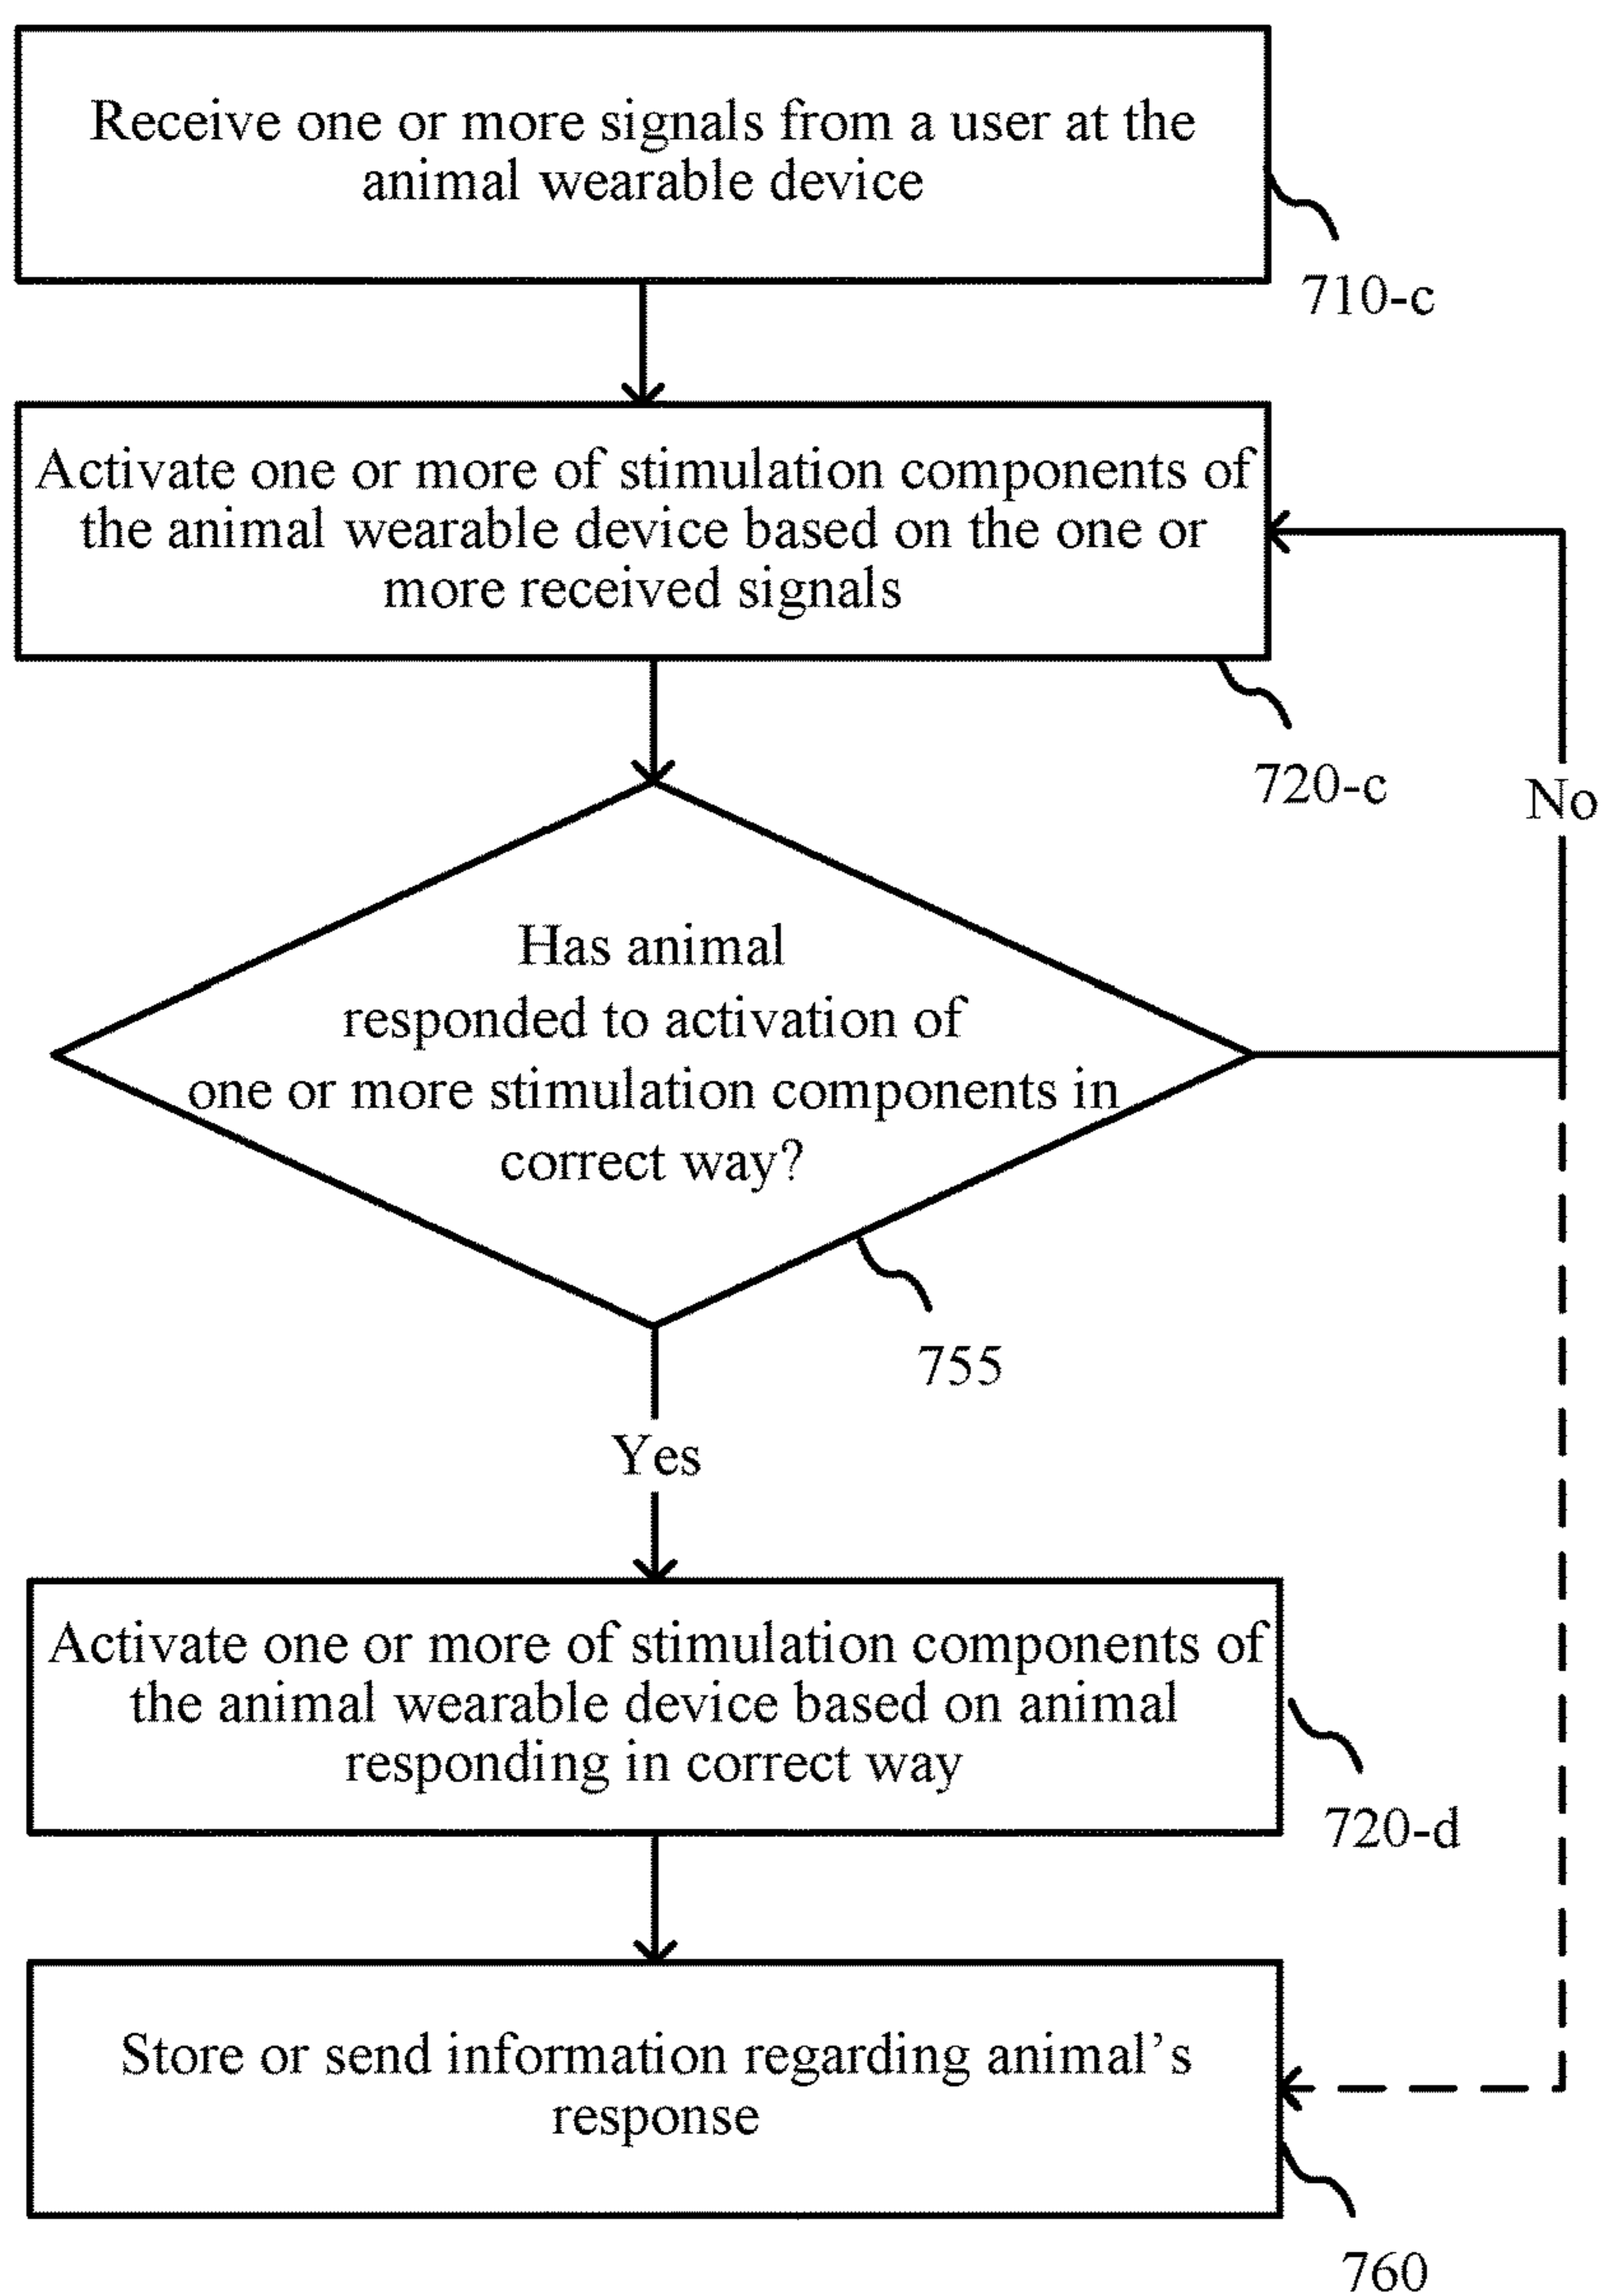 Receive one or more signals from a user at the
animal wearable device
710-c
Activate one or more of stimulation components of
the animal wearable device based on the one or
more received signals
720-c
No
Has animal
responded to activation of
one or more stimulation components in
correct way?
755
Yes
Activate one or more of stimulation components of
the animal wearable device based on animal
responding in correct way
720-d
Store or send information regarding animal’s
response
760